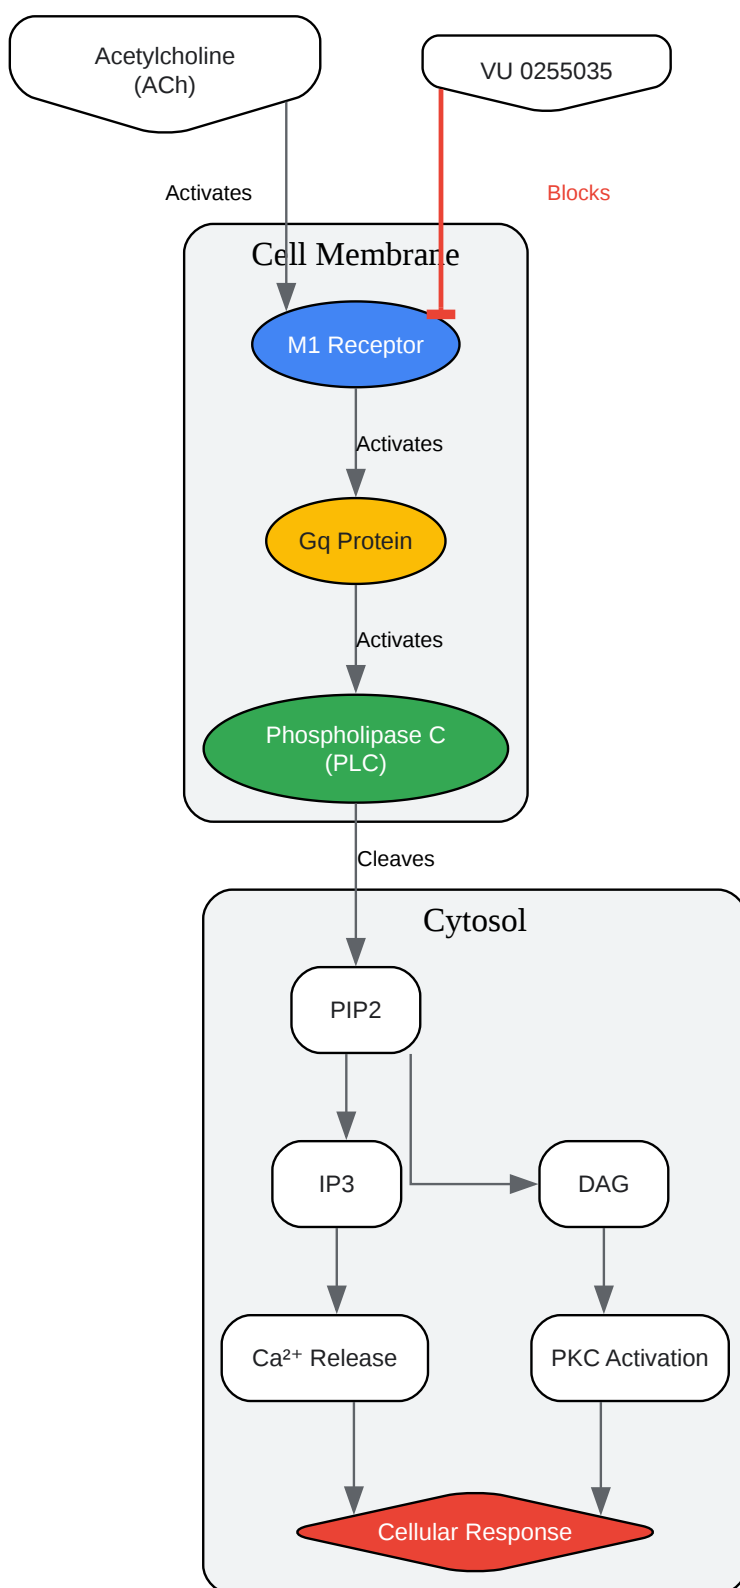 Acetylcholine
(ACh)
VU 0255035
Activates
Blocks
Cell Membrane
M1 Receptor
Activates
Gq Protein
Activates
Phospholipase C
(PLC)
Cleaves
Cytosol
PIP2
IP3
DAG
Ca²⁺ Release
PKC Activation
Cellular Response